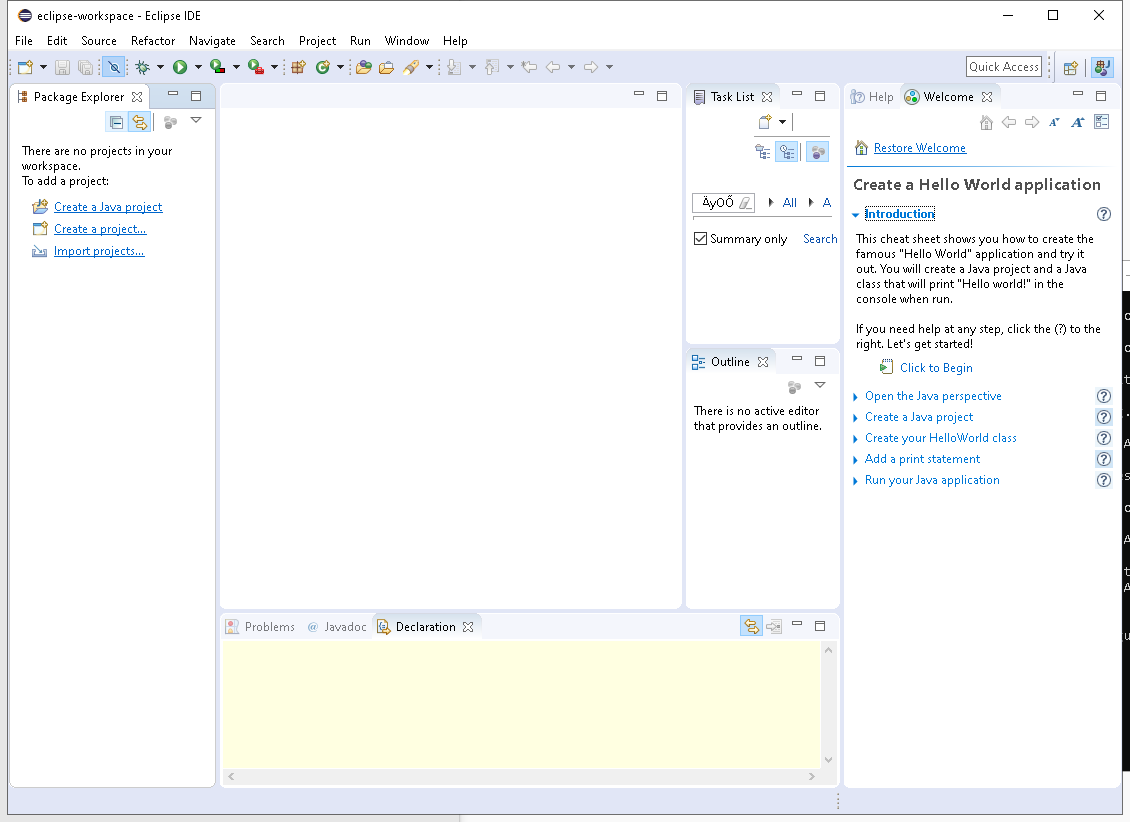 eclipse-workspace - Eclipse IDE
File Edit Source Refactor Navigate Search Project Run Window Help
Quick Access
Package Explorer
There are no projects in your
workspace.
To add a project:
Create a Java project
Create a project...
Import projects...
Task List
ÄyOŐ All A
Summary only Search
Outline
There is no active editor
that provides an outline.
Problems @ Javadoc Declaration
Help Welcome
Restore Welcome
Create a Hello World application
Introduction
This cheat sheet shows you how to create the
famous "Hello World" application and try it
out. You will create a Java project and a Java
class that will print "Hello world!" in the
console when run.
If you need help at any step, click the (?) to the
right. Let's get started!
Click to Begin
Open the Java perspective
Create a Java project
Create your HelloWorld class
Add a print statement
Run your Java application